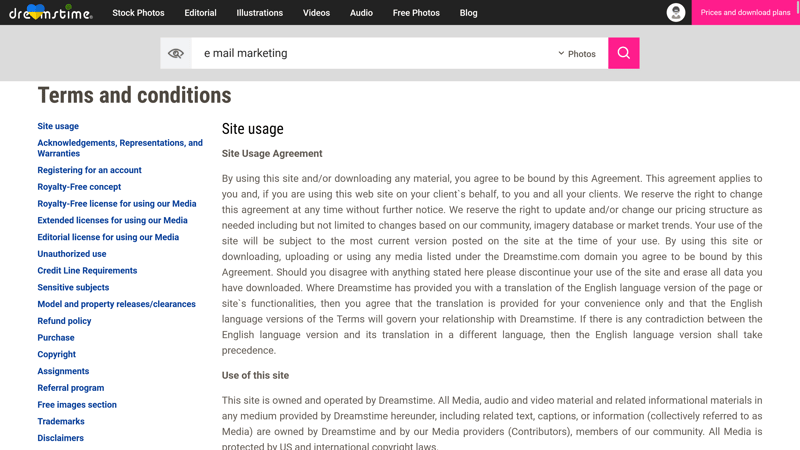 dreamstime
Stock Photos
Editorial
Illustrations
Videos
Audio
Free Photos
Blog
Prices and download plans
e mail marketing
Photos
Terms and conditions
Site usage
Acknowledgements, Representations, and
Warranties
Registering for an account
Royalty-Free concept
Royalty-Free license for using our Media
Extended licenses for using our Media
Editorial license for using our Media
Unauthorized use
Credit Line Requirements
Sensitive subjects
Model and property releases/clearances
Refund policy
Purchase
Copyright
Assignments
Referral program
Free images section
Trademarks
Disclaimers
Site usage
Site Usage Agreement
By using this site and/or downloading any material, you agree to be bound by this Agreement. This agreement applies to
you and, if you are using this web site on your client`s behalf, to you and all your clients. We reserve the right to change
this agreement at any time without further notice. We reserve the right to update and/or change our pricing structure as
needed including but not limited to changes based on our community, imagery database or market trends. Your use of the
site will be subject to the most current version posted on the site at the time of your use. By using this site or
downloading, uploading or using any media listed under the Dreamstime.com domain you agree to be bound by this
Agreement. Should you disagree with anything stated here please discontinue your use of the site and erase all data you
have downloaded. Where Dreamstime has provided you with a translation of the English language version of the page or
site`s functionalities, then you agree that the translation is provided for your convenience only and that the English
language versions of the Terms will govern your relationship with Dreamstime. If there is any contradiction between the
English language version and its translation in a different language, then the English language version shall take
precedence.
Use of this site
This site is owned and operated by Dreamstime. All Media, audio and video material and related informational materials in
any medium provided by Dreamstime hereunder, including related text, captions, or information (collectively referred to as
Media) are owned by Dreamstime and by our Media providers (Contributors), members of our community. All Media is
protected by US and international copyright laws.